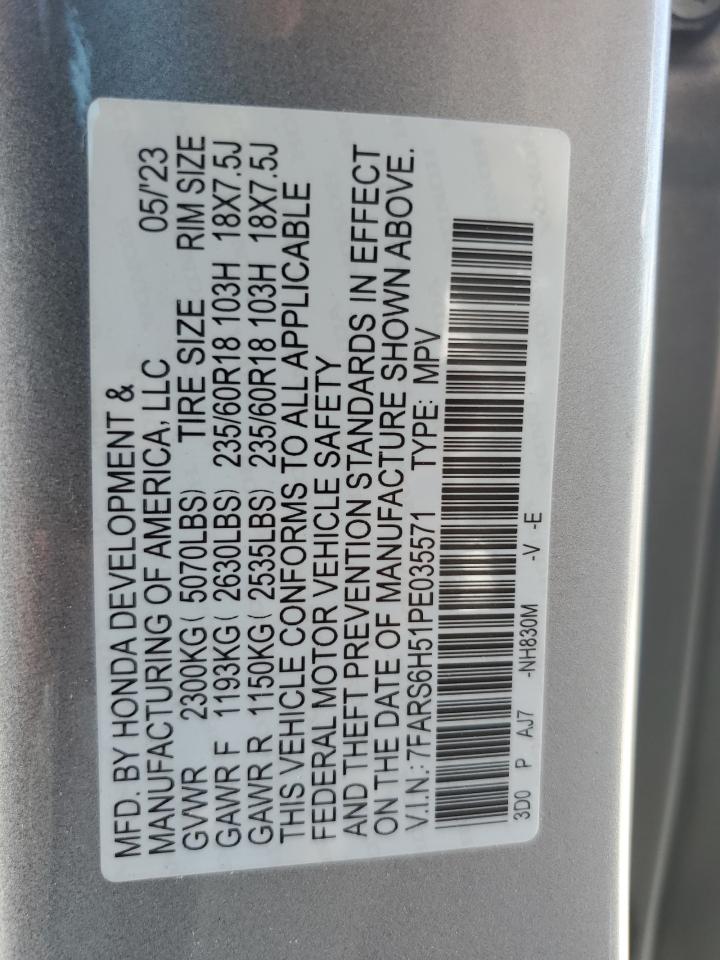 MFD. BY HONDA DEVELOPMENT &
MANUFACTURING OF AMERICA, LLC 05/'23
GVWR 2300KG( 5070LBS) TIRE SIZE RIM SIZE
GAWR F 1193KG( 2630LBS) 235/60R18 103H 18X7.5J
GAWR R 1150KG( 2535LBS) 235/60R18 103H 18X7.5J
THIS VEHICLE CONFORMS TO ALL APPLICABLE
FEDERAL MOTOR VEHICLE SAFETY
AND THEFT PREVENTION STANDARDS IN EFFECT
ON THE DATE OF MANUFACTURE SHOWN ABOVE.
V.I.N.: 7FARS6H51PE035571 TYPE: MPV
3D0 P AJ7 -NH830M -V -E